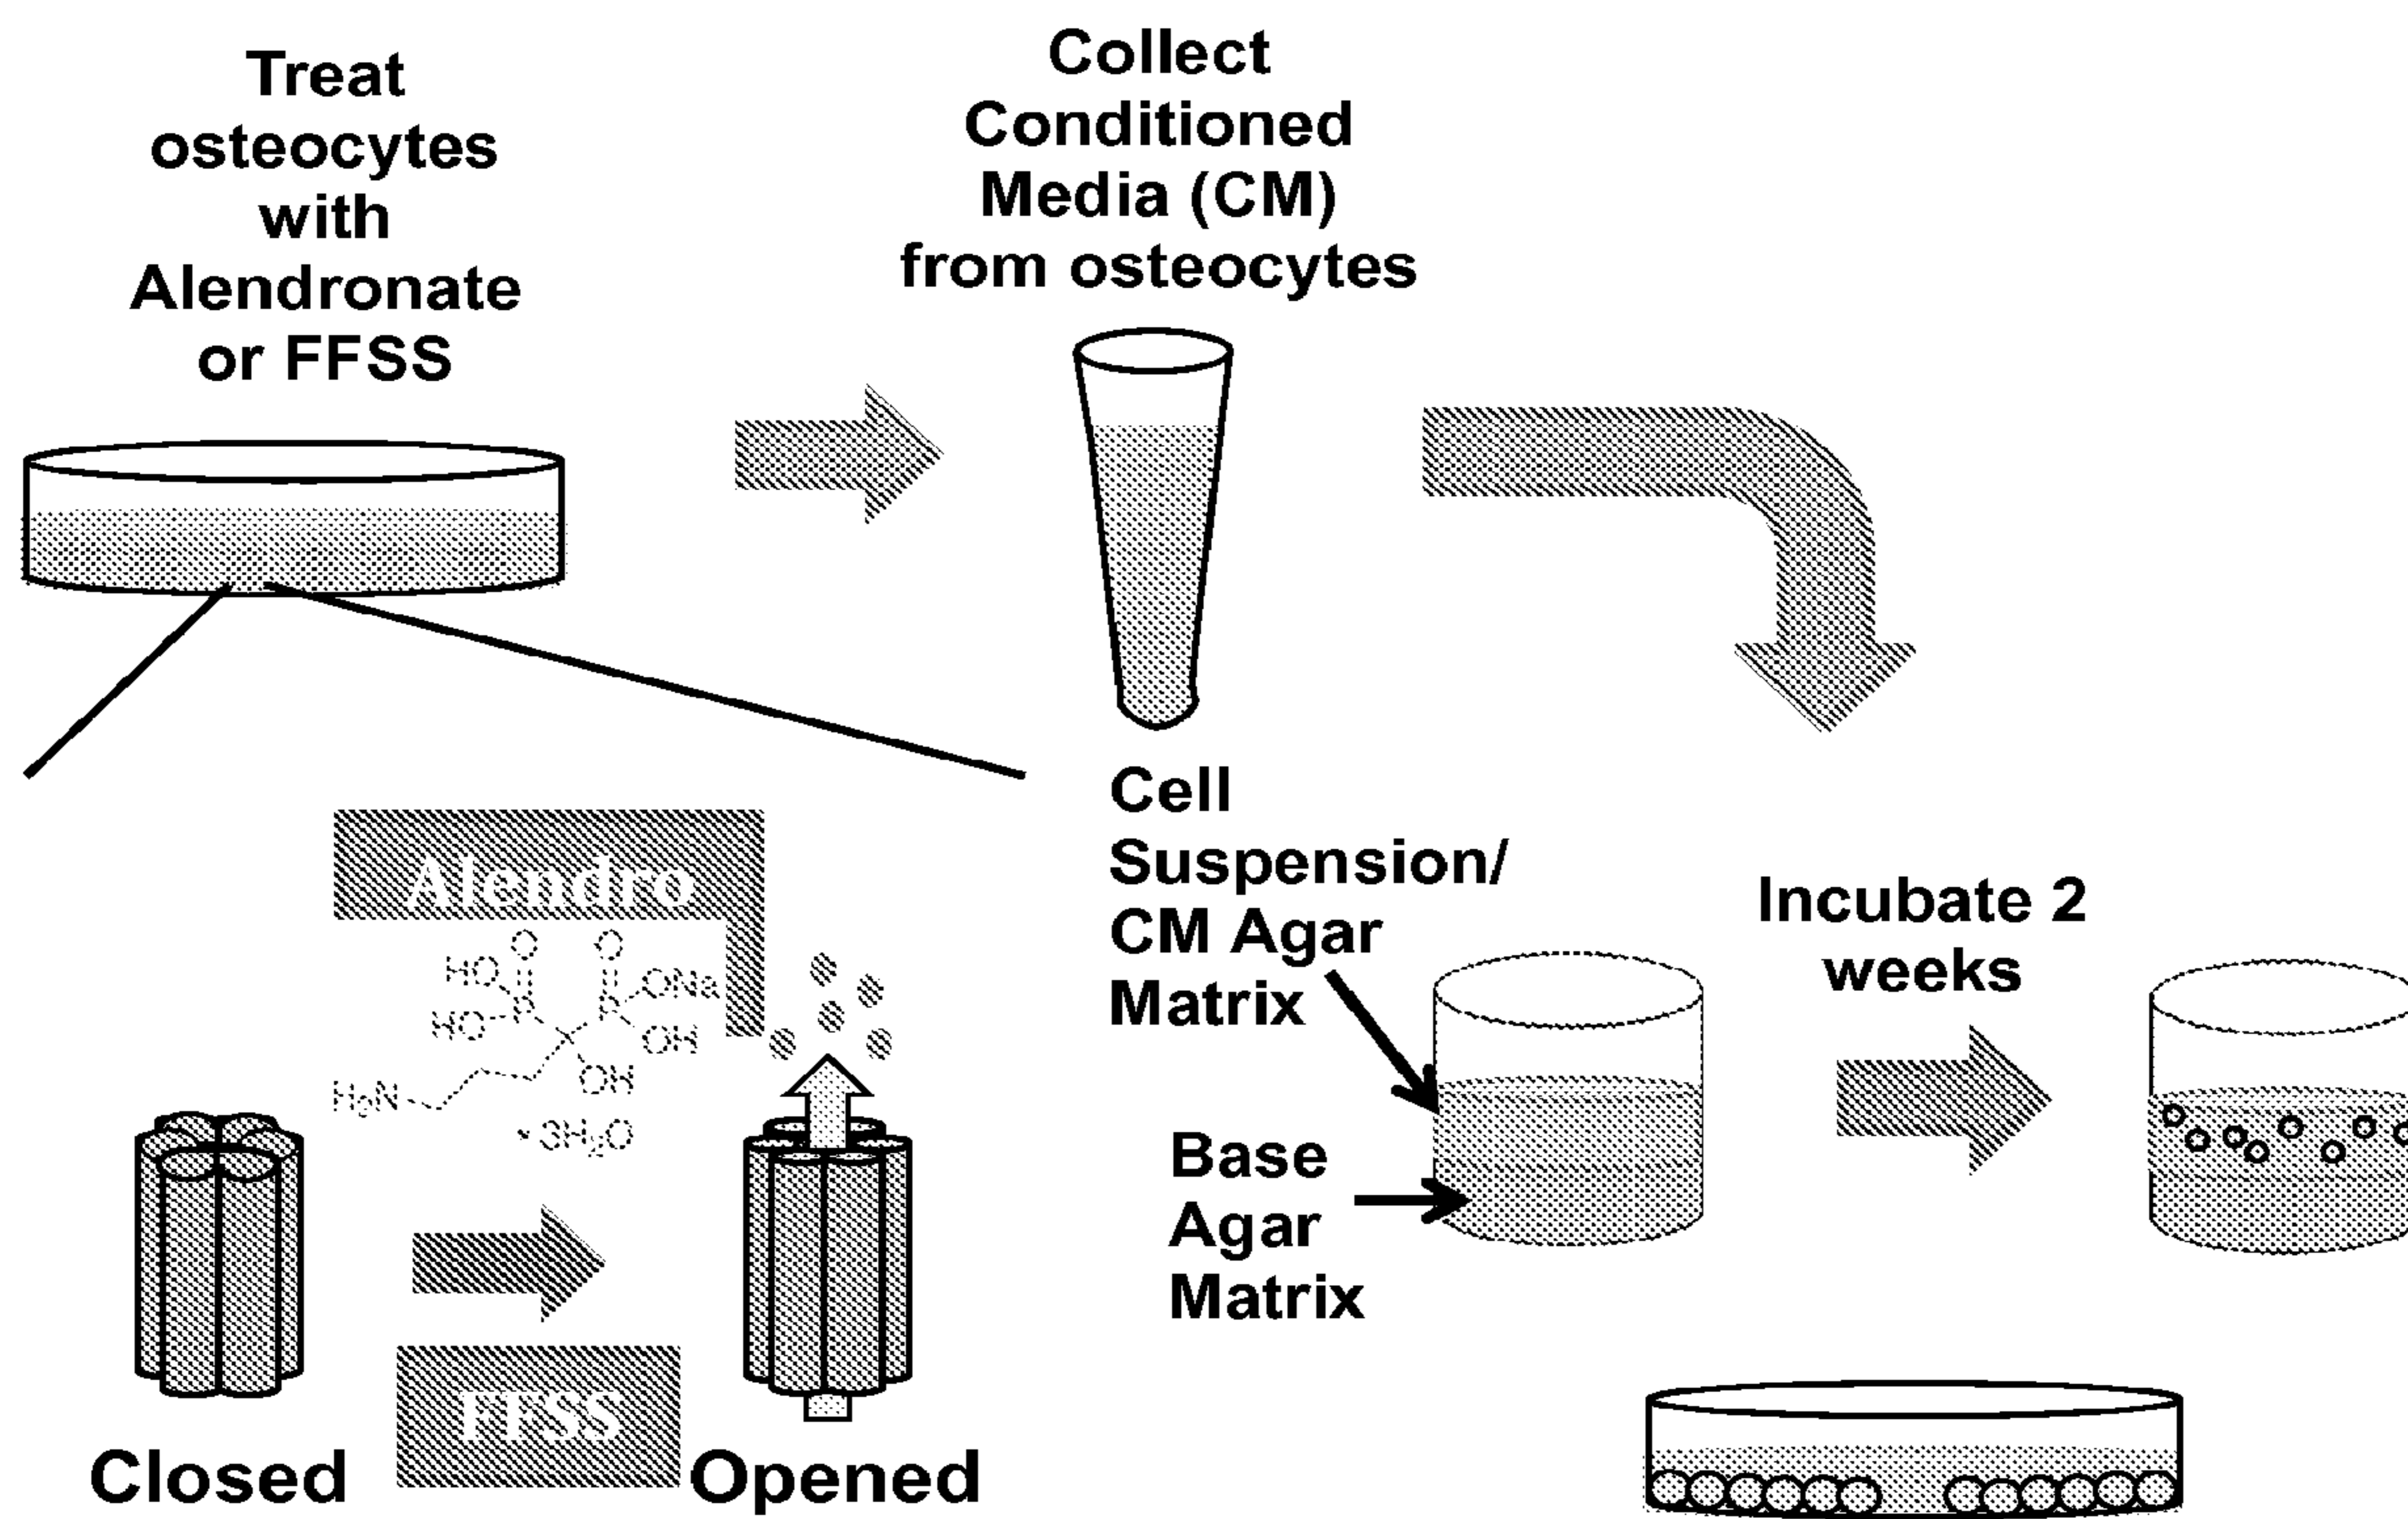 Treat
osteocytes
with
Alendronate
or FFSS
Collect
Conditioned
Media (CM)
from osteocytes
Alendro
O O
HO P P ONa
HO OH
OH
H₂N
• 3H₂O
FFSS
Closed
Opened
Cell
Suspension/
CM Agar
Matrix
Base
Agar
Matrix
Incubate 2
weeks